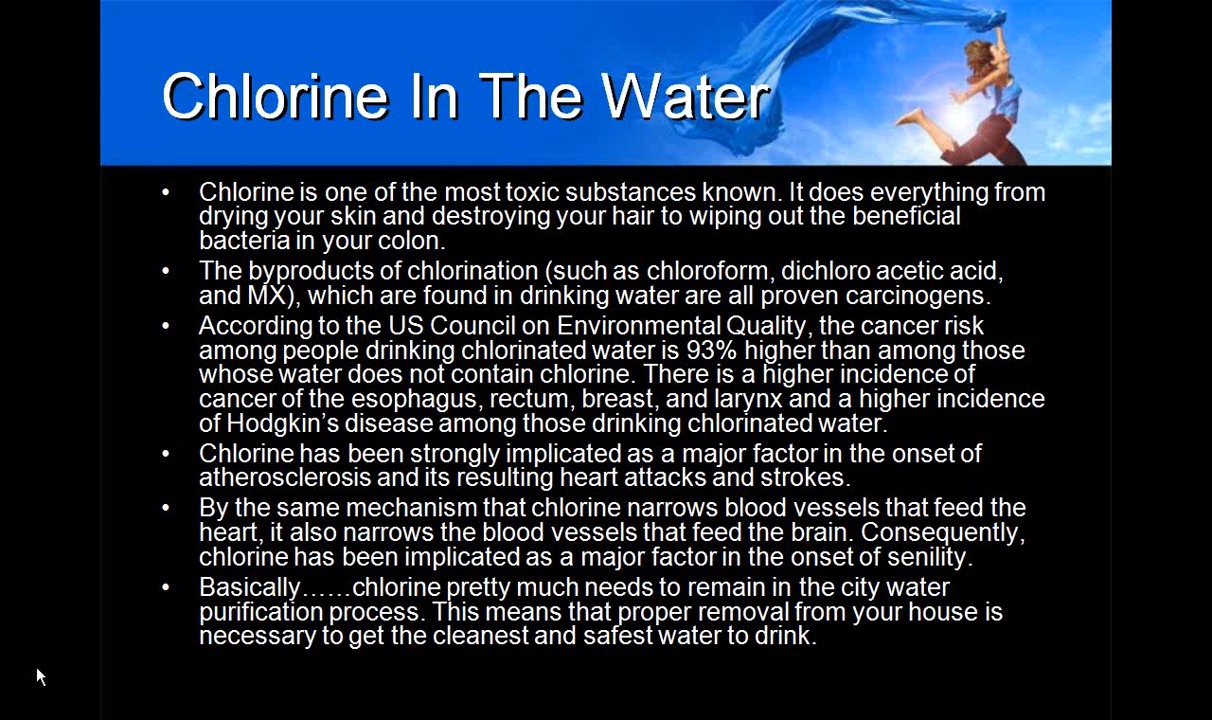 Chlorine In The Water
• Chlorine is one of the most toxic substances known. It does everything from
drying your skin and destroying your hair to wiping out the beneficial
bacteria in your colon.
• The byproducts of chlorination (such as chloroform, dichloro acetic acid,
and MX), which are found in drinking water are all proven carcinogens.
• According to the US Council on Environmental Quality, the cancer risk
among people drinking chlorinated water is 93% higher than among those
whose water does not contain chlorine. There is a higher incidence of
cancer of the esophagus, rectum, breast, and larynx and a higher incidence
of Hodgkin’s disease among those drinking chlorinated water.
• Chlorine has been strongly implicated as a major factor in the onset of
atherosclerosis and its resulting heart attacks and strokes.
• By the same mechanism that chlorine narrows blood vessels that feed the
heart, it also narrows the blood vessels that feed the brain. Consequently,
chlorine has been implicated as a major factor in the onset of senility.
• Basically……chlorine pretty much needs to remain in the city water
purification process. This means that proper removal from your house is
necessary to get the cleanest and safest water to drink.